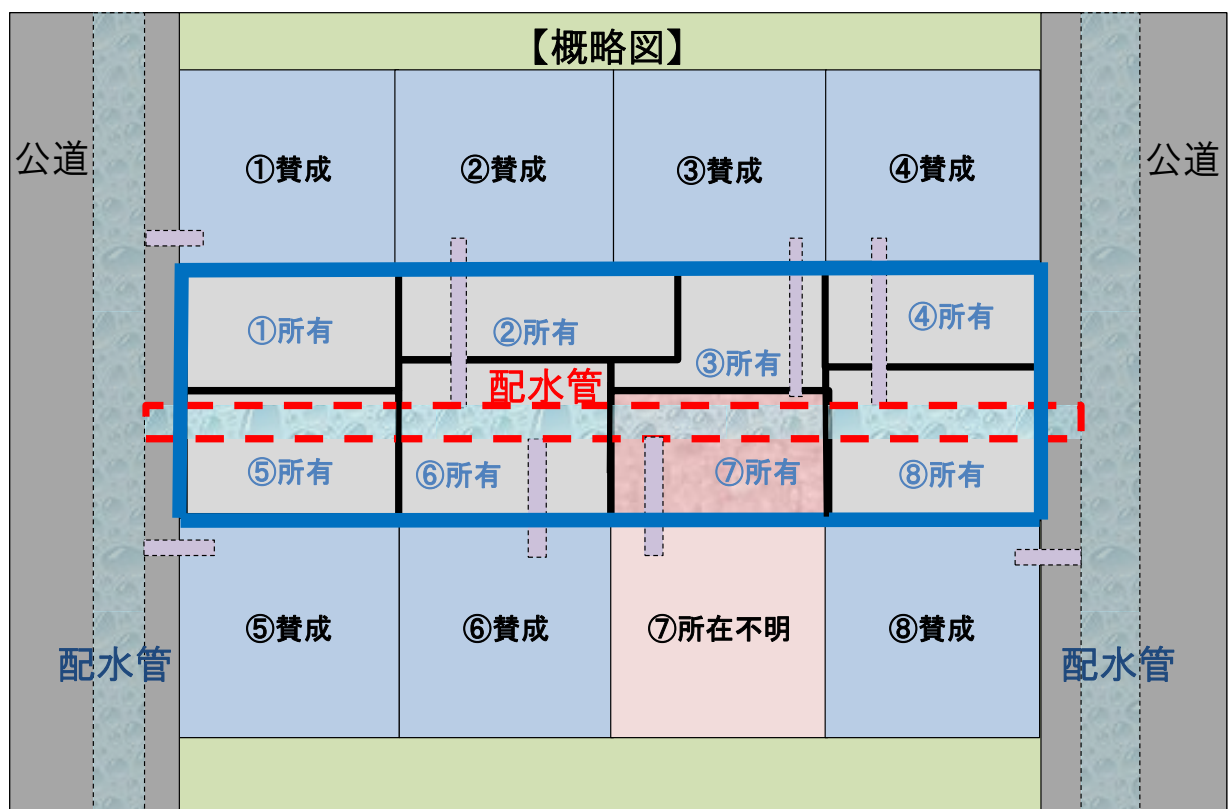 【概略図】
公道
公道
①賛成
②賛成
③賛成
④賛成
①所有
②所有
③所有
④所有
配水管
⑤所有
⑥所有
⑦所有
⑧所有
⑤賛成
⑥賛成
⑦所在不明
⑧賛成
配水管
配水管